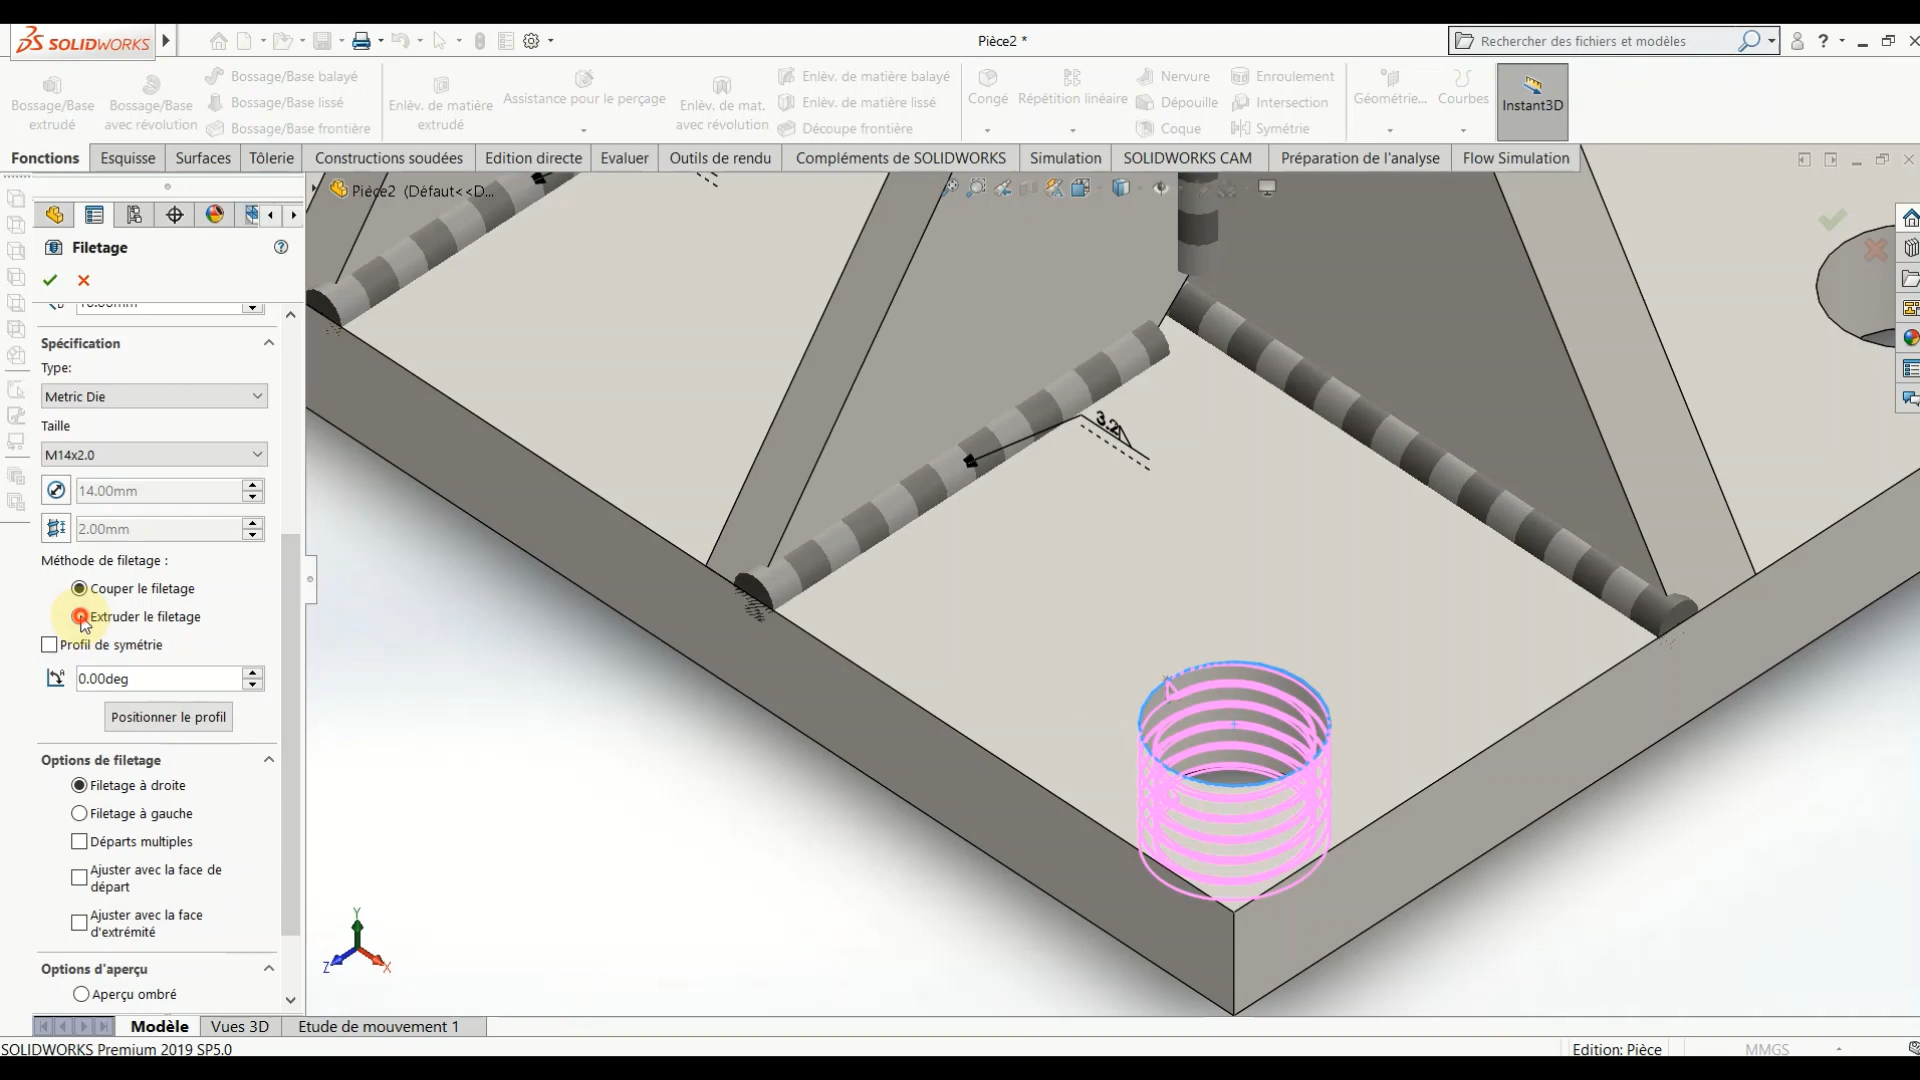 SOLIDWORKS
Pièce2 *
Rechercher des fichiers et modèles
Bossage/Base extrudé
Bossage/Base avec révolution
Bossage/Base balayé
Bossage/Base lissé
Bossage/Base frontière
Enlèv. de matière extrudé
Assistance pour le perçage
Enlèv. de mat. avec révolution
Enlèv. de matière balayé
Enlèv. de matière lissé
Découpe frontière
Congé
Répétition linéaire
Nervure
Dépouille
Coque
Enroulement
Intersection
Symétrie
Géométrie...
Courbes
Instant3D
Fonctions
Esquisse
Surfaces
Tôlerie
Constructions soudées
Edition directe
Evaluer
Outils de rendu
Compléments de SOLIDWORKS
Simulation
SOLIDWORKS CAM
Préparation de l'analyse
Flow Simulation
Pièce2 (Défaut<<D...
Filetage
Spécification
Type:
Metric Die
Taille
M14x2.0
14.00mm
2.00mm
Méthode de filetage :
Couper le filetage
Extruder le filetage
Profil de symétrie
0.00deg
Positionner le profil
Options de filetage
Filetage à droite
Filetage à gauche
Départs multiples
Ajuster avec la face de
départ
Ajuster avec la face
d'extrémité
Options d'aperçu
Aperçu ombré
3.2
Y
Z
X
Modèle
Vues 3D
Etude de mouvement 1
SOLIDWORKS Premium 2019 SP5.0
Edition: Pièce
MMGS